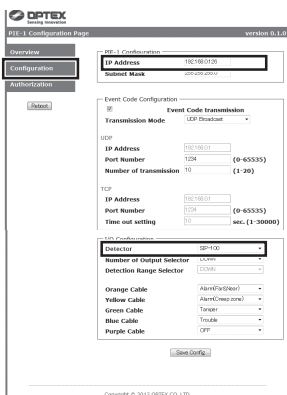 OPTEX
Sensing Innovation
PIE-1 Configuration Page
version 0.1.0
Overview
Configuration
Authorization
Reboot
PIE-1 Configuration
IP Address 192.168.0.126
Subnet Mask 255.255.255.0
Event Code Configuration
Event Code transmission
Transmission Mode UDP Broadcast
UDP
IP Address 192.168.0.1
Port Number 1234 (0-65535)
Number of transmission 10 (1-20)
TCP
IP Address 192.168.0.1
Port Number 1234 (0-65535)
Time out setting 10 sec. (1-30000)
I/O Configuration
Detector SIP-100
Number of Output Selector DOWN
Detection Range Selector DOWN
Orange Cable Alarm(Far&Near)
Yellow Cable Alarm(Creep zone)
Green Cable Tamper
Blue Cable Trouble
Purple Cable OFF
Save Config
Copyright © 2012 OPTEX CO.,LTD.